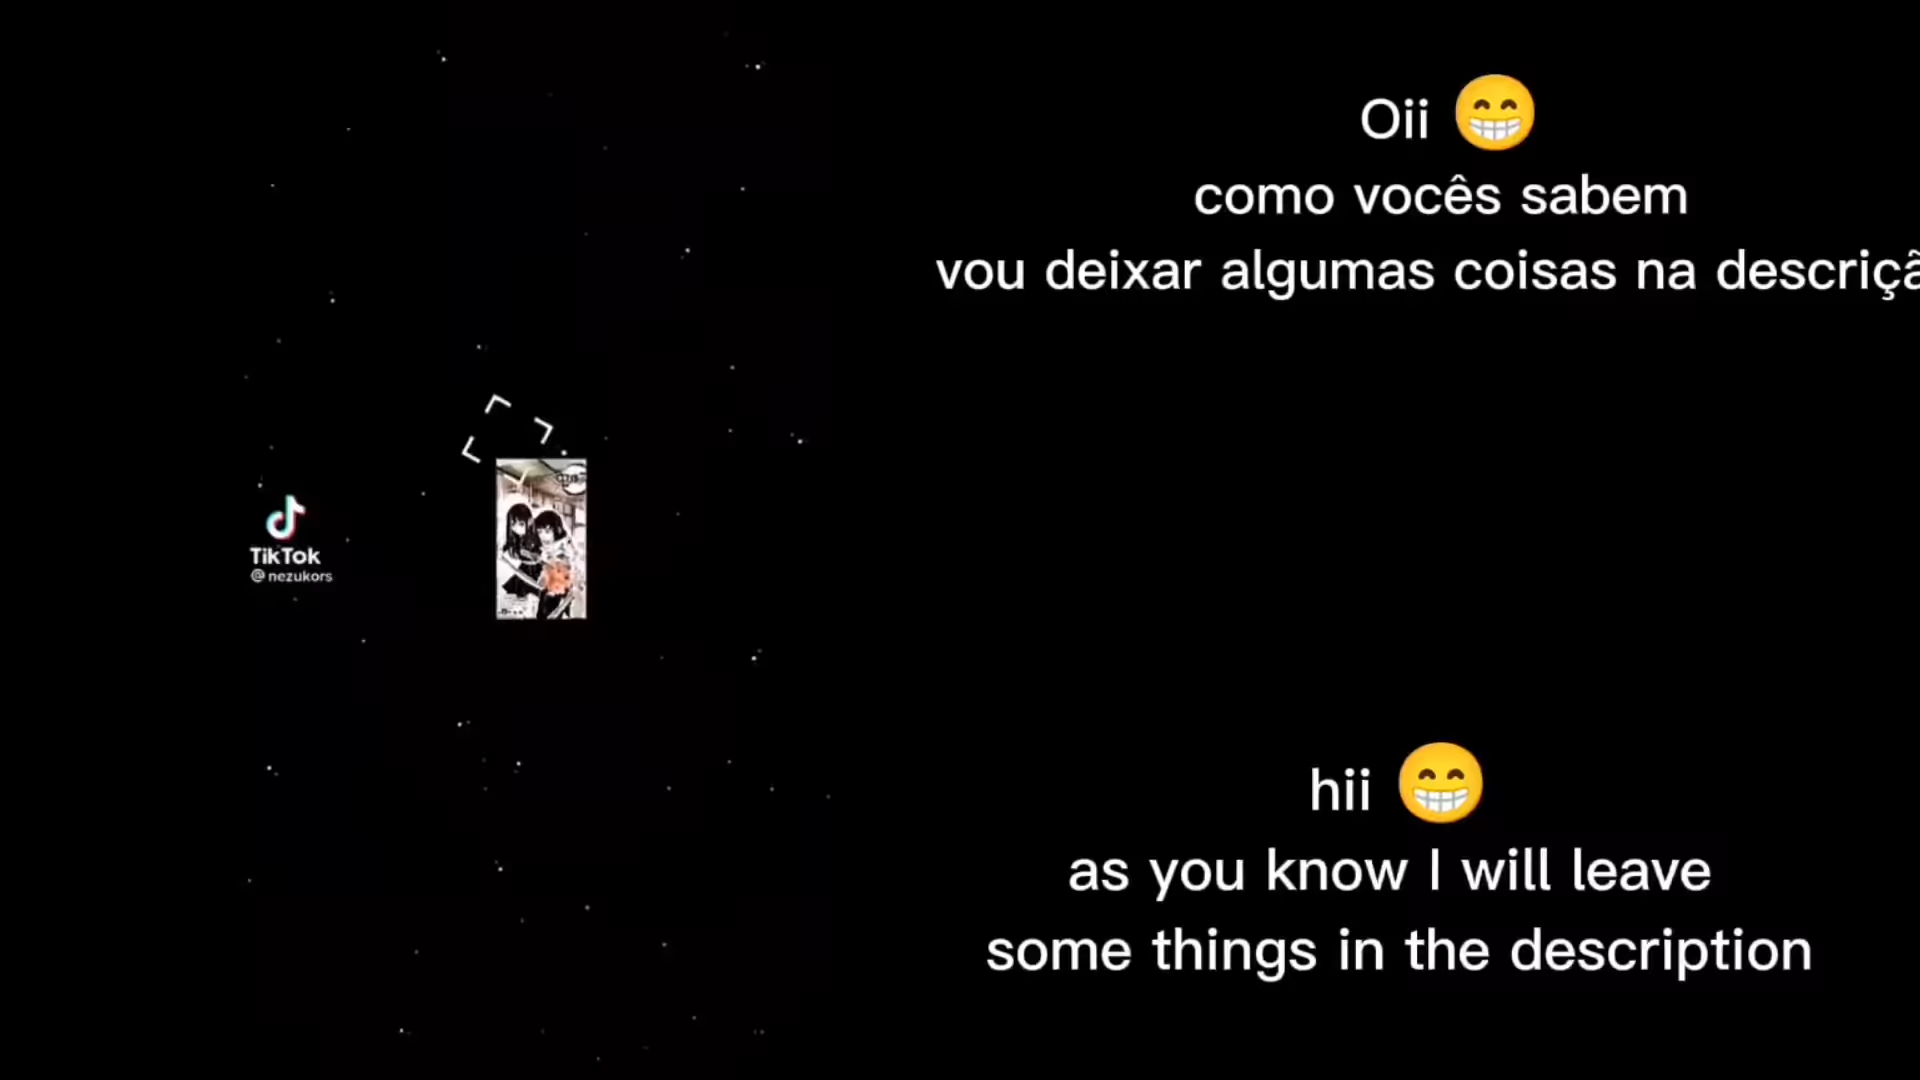 Oii 😁
como vocês sabem
vou deixar algumas coisas na descriçã
TikTok
@nezukors
hii 😁
as you know I will leave
some things in the description